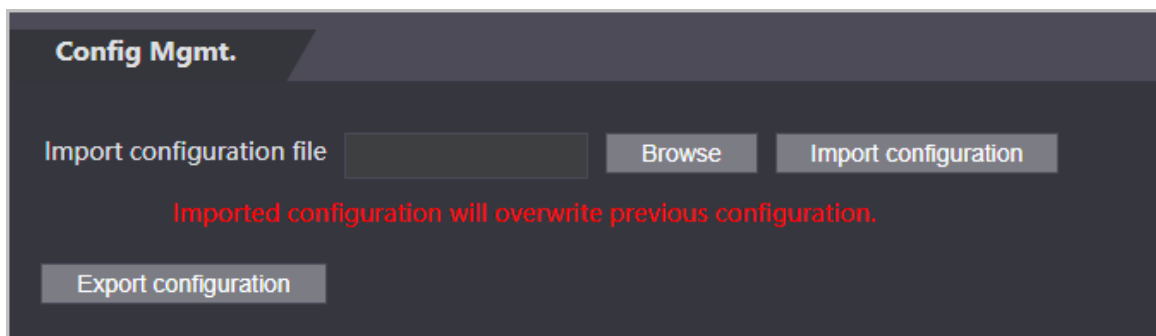 Config Mgmt.
Import configuration file Browse Import configuration
Imported configuration will overwrite previous configuration.
Export configuration